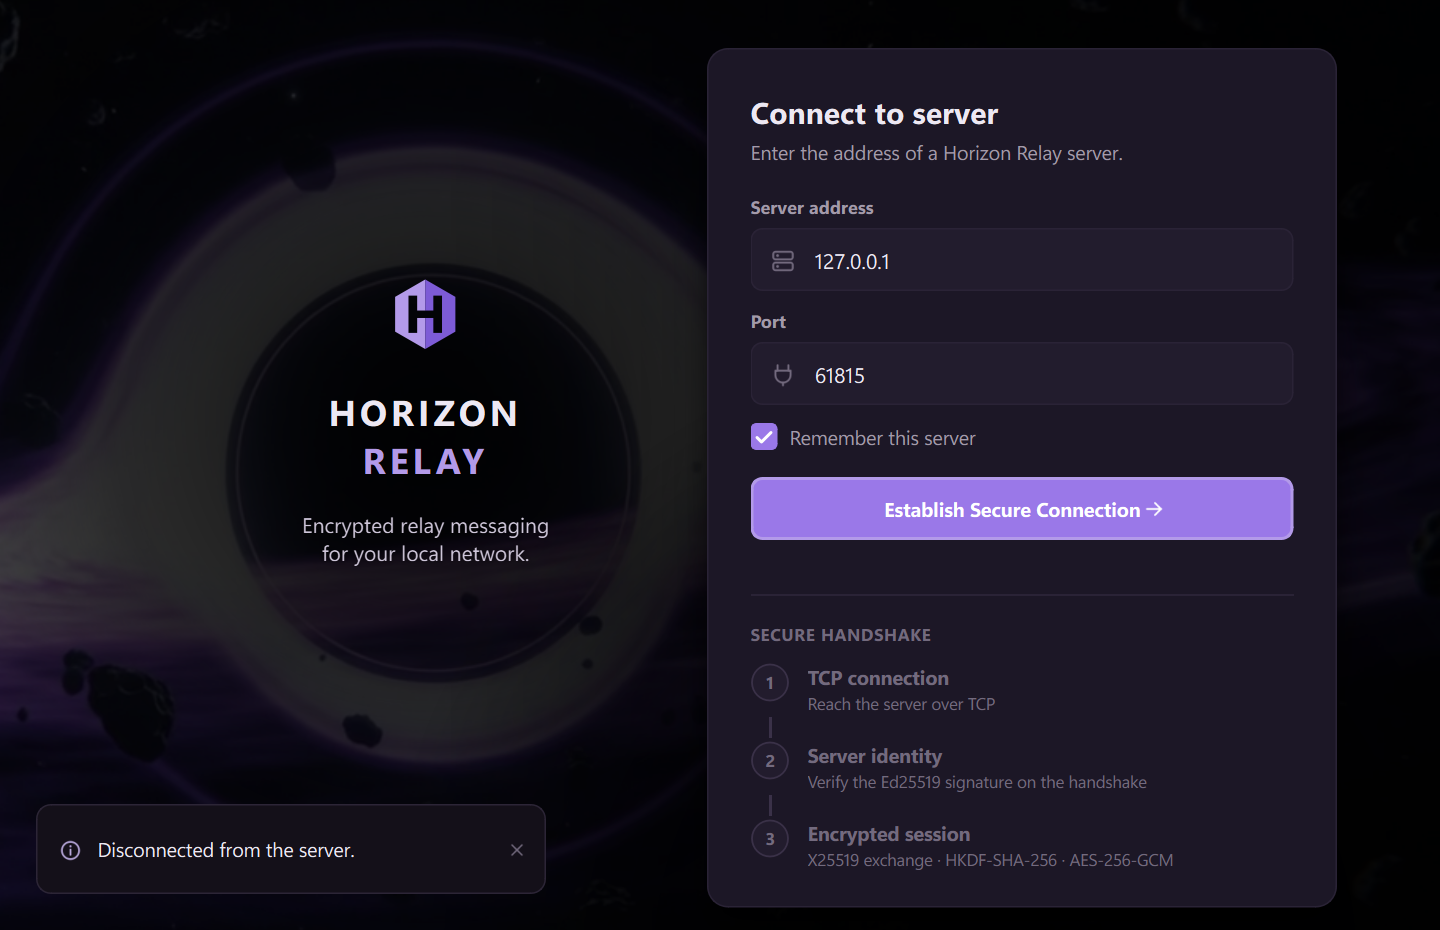 H
HORIZON
RELAY
Encrypted relay messaging
for your local network.
Disconnected from the server.
Connect to server
Enter the address of a Horizon Relay server.
Server address
127.0.0.1
Port
61815
Remember this server
Establish Secure Connection →
SECURE HANDSHAKE
1
TCP connection
Reach the server over TCP
2
Server identity
Verify the Ed25519 signature on the handshake
3
Encrypted session
X25519 exchange · HKDF-SHA-256 · AES-256-GCM